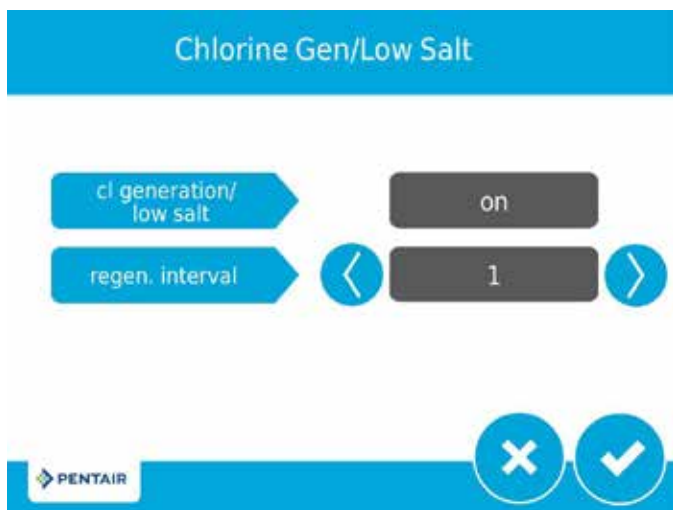 Chlorine Gen/Low Salt
cl generation/
low salt
on
regen. interval
1
PENTAIR